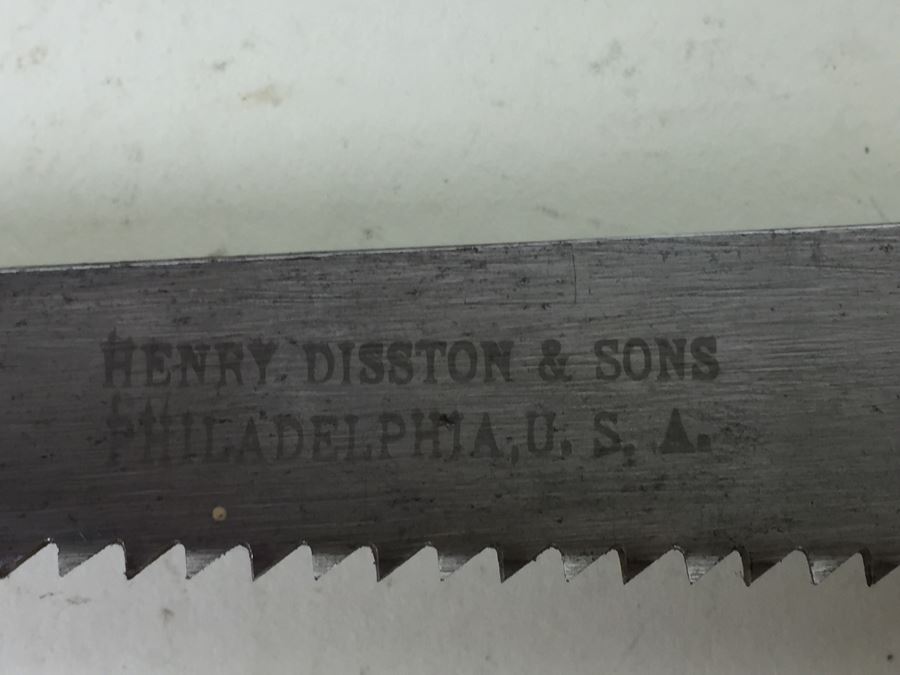 HENRY DISSTON & SONS
PHILADELPHIA, U. S. A.